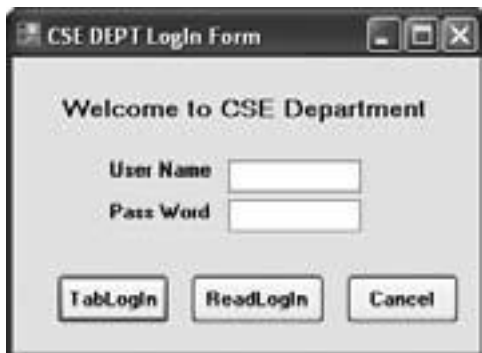 CSE DEPT LogIn Form
Welcome to CSE Department
User Name
Pass Word
TabLogIn ReadLogIn Cancel